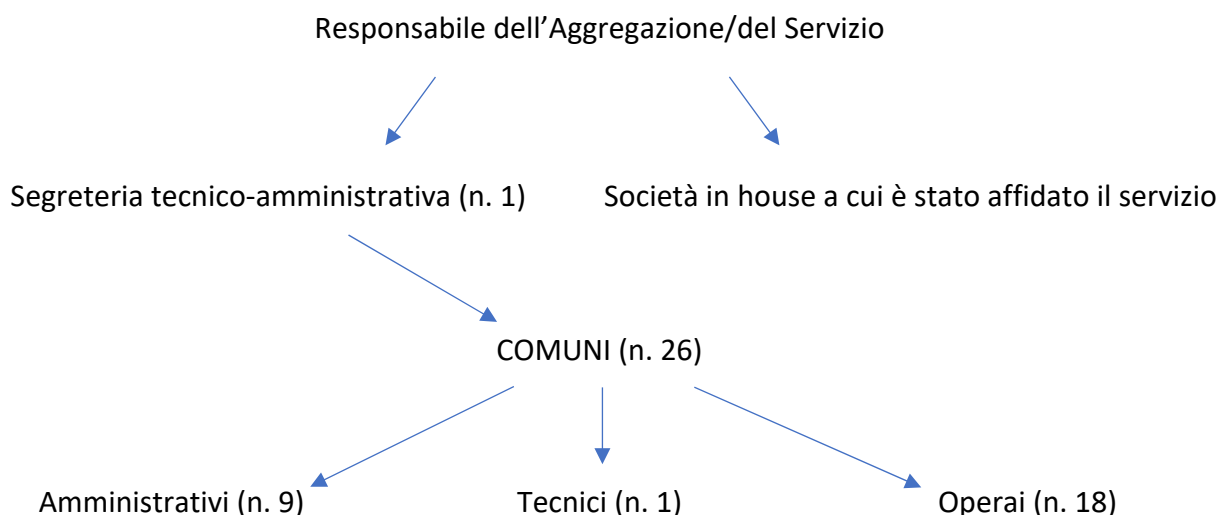 Responsabile dell’Aggregazione/del Servizio
Segreteria tecnico-amministrativa (n. 1)
Società in house a cui è stato affidato il servizio
COMUNI (n. 26)
Amministrativi (n. 9)
Tecnici (n. 1)
Operai (n. 18)